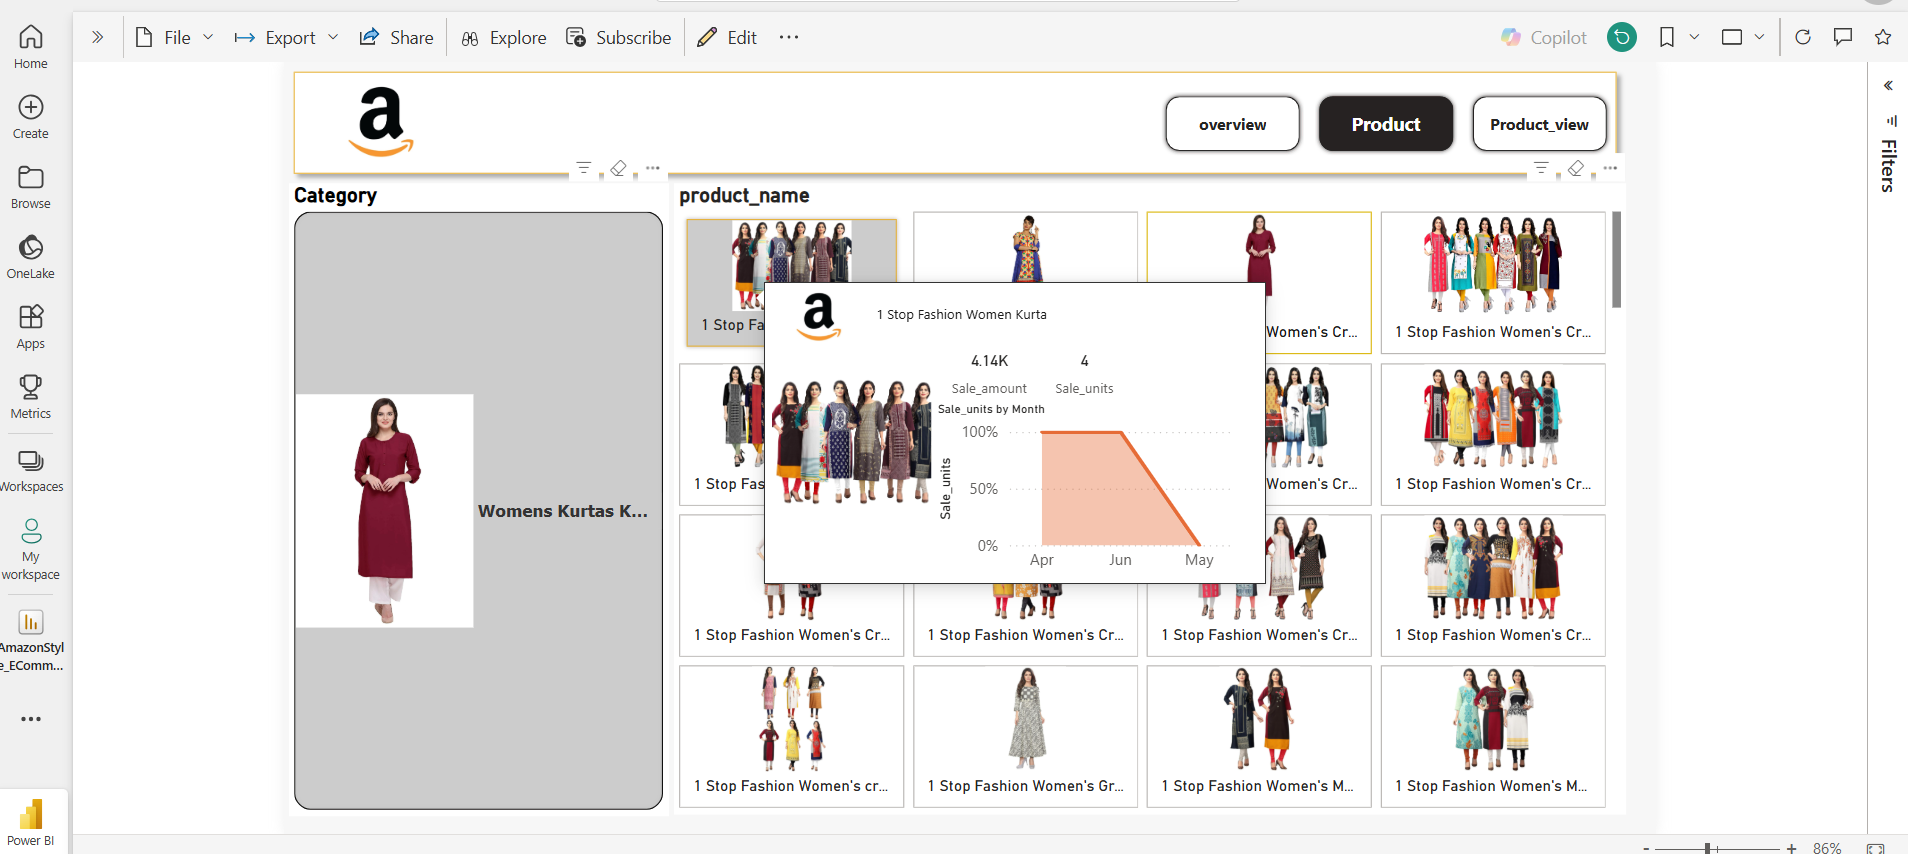 File
Export
Share
Explore
Subscribe
Edit
Copilot
Home
Create
Browse
OneLake
Apps
Metrics
Workspaces
My
workspace
AmazonStyl
e_EComm...
Power BI
a
overview
Product
Product_view
Filters
Category
Womens Kurtas K...
product_name
1 Stop Fa
Women's Cr...
1 Stop Fashion Women's Cr...
1 Stop Fas
Women's Cr...
1 Stop Fashion Women's Cr...
1 Stop Fashion Women's Cr...
1 Stop Fashion Women's Cr...
1 Stop Fashion Women's Cr...
1 Stop Fashion Women's Cr...
1 Stop Fashion Women's cr...
1 Stop Fashion Women's Gr...
1 Stop Fashion Women's M...
1 Stop Fashion Women's M...
a
1 Stop Fashion Women Kurta
4.14K
4
Sale_amount
Sale_units
Sale_units by Month
Sale_units
100%
50%
0%
Apr
Jun
May
86%